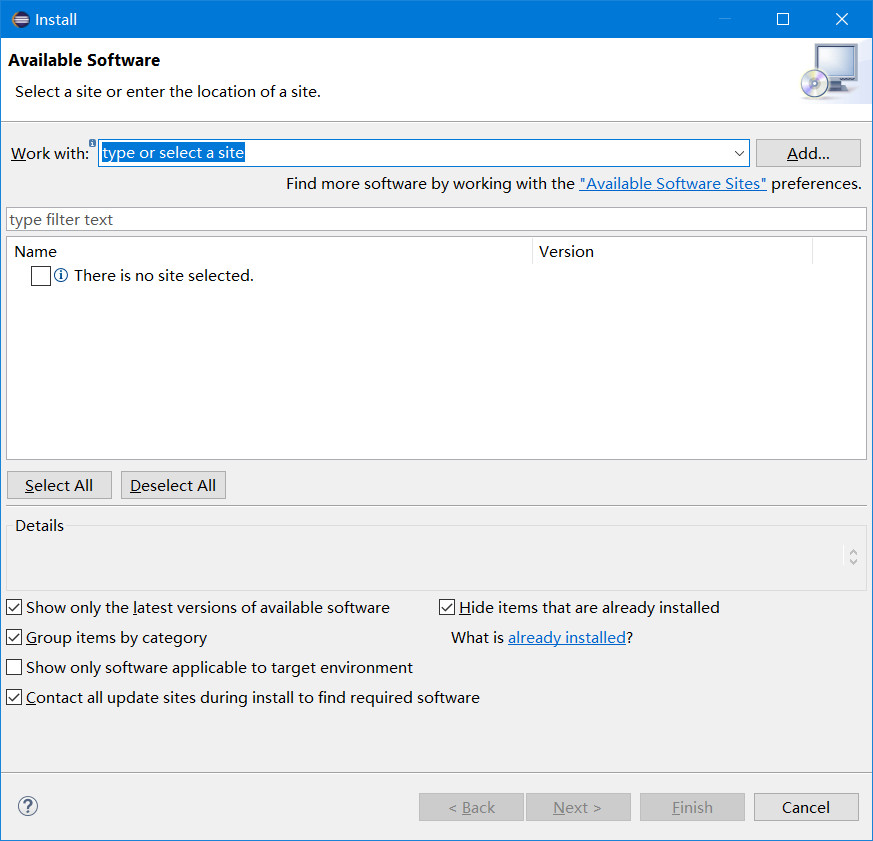 Install
Available Software
Select a site or enter the location of a site.
Work with: type or select a site Add...
Find more software by working with the "Available Software Sites" preferences.
type filter text
Name Version
There is no site selected.
Select All Deselect All
Details
Show only the latest versions of available software Hide items that are already installed
Group items by category What is already installed?
Show only software applicable to target environment
Contact all update sites during install to find required software
< Back Next > Finish Cancel